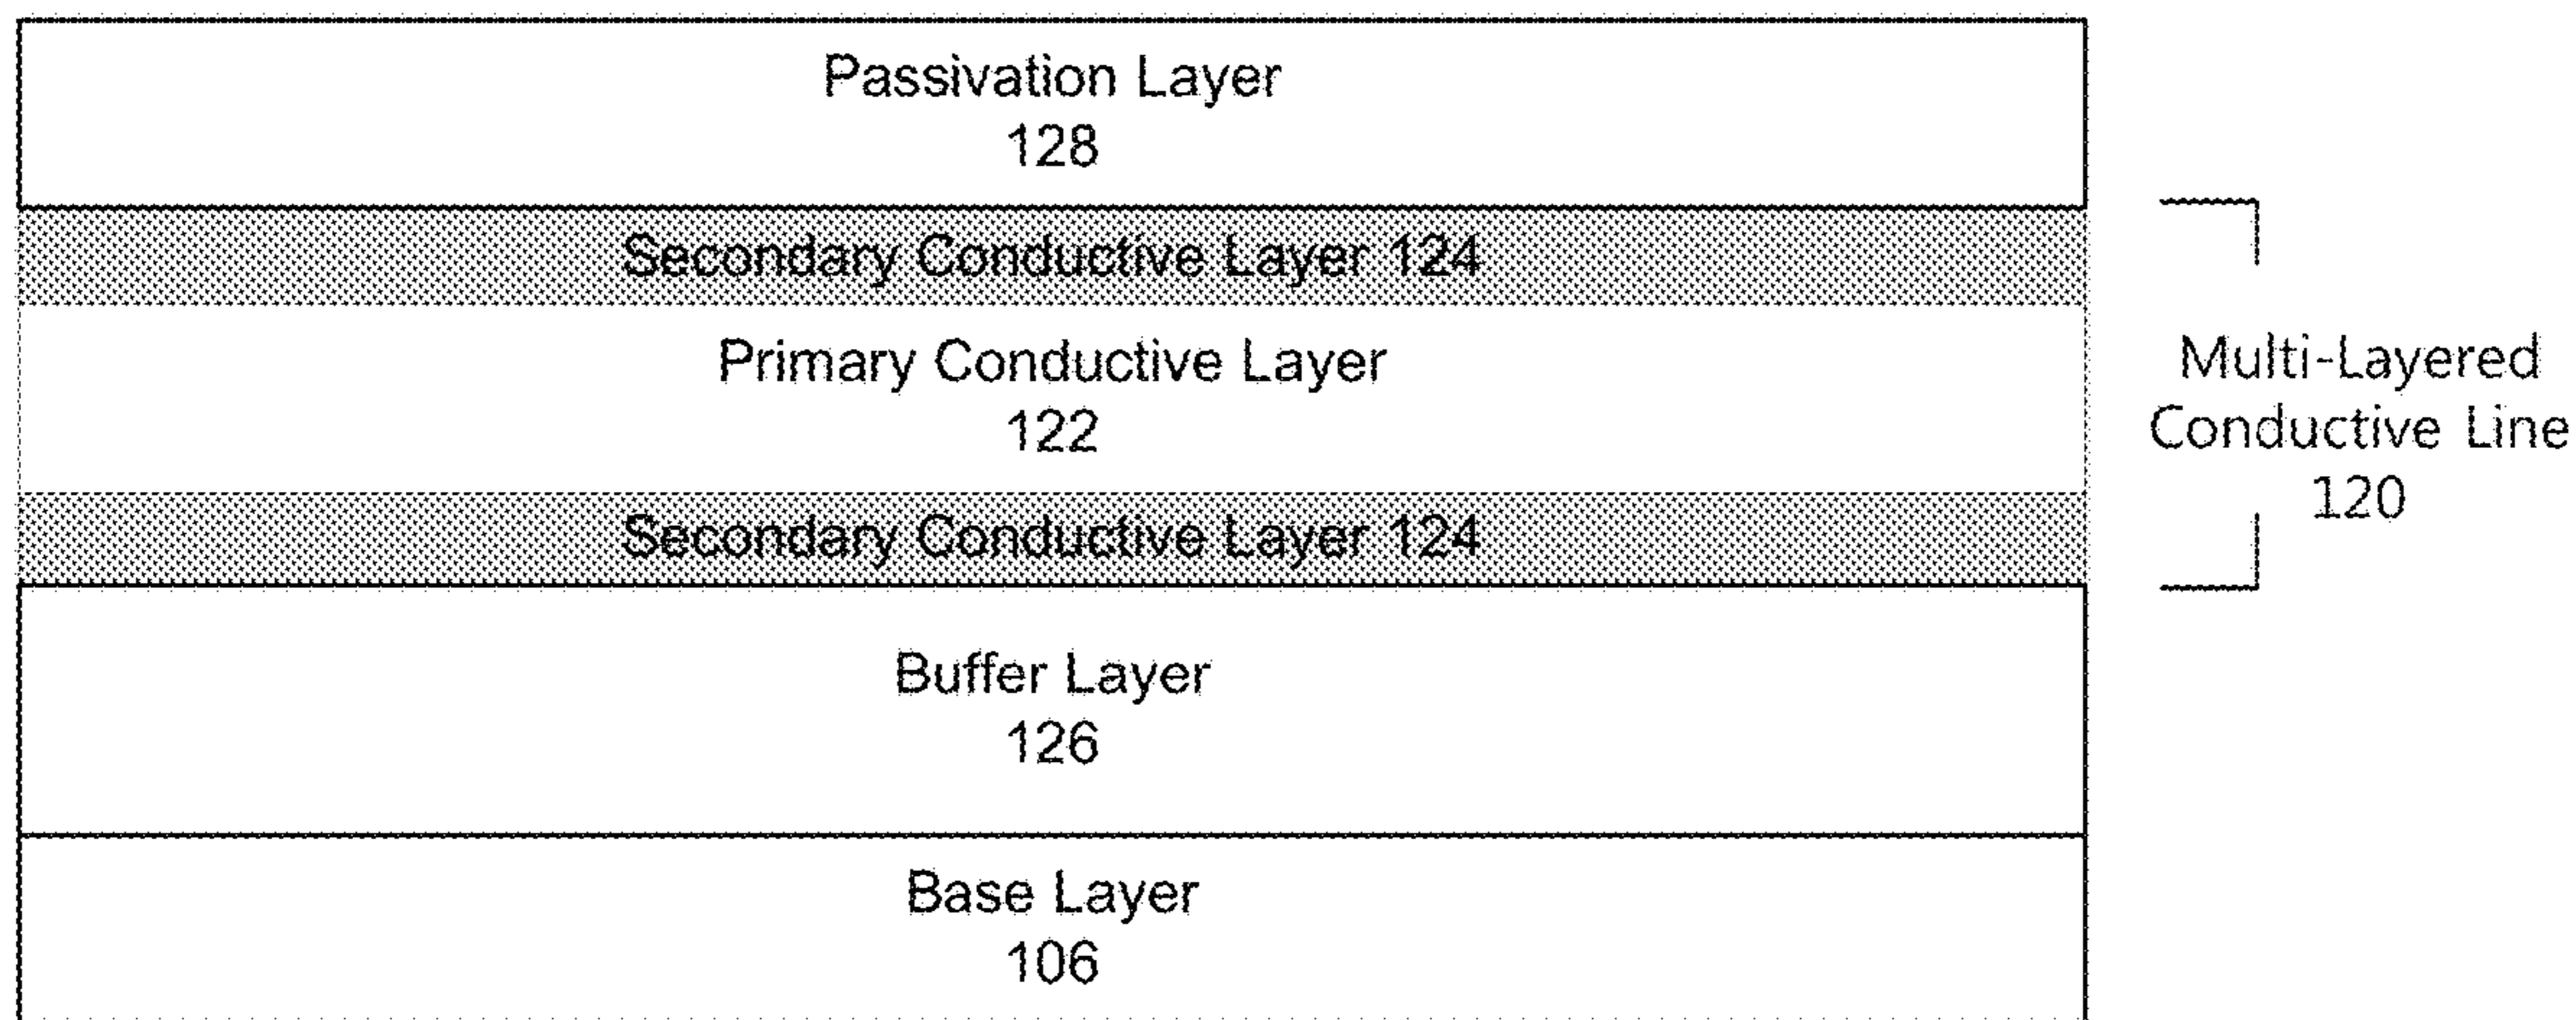 Passivation Layer
128
Secondary Conductive Layer 124
Primary Conductive Layer
122
Secondary Conductive Layer 124
Buffer Layer
126
Base Layer
106
Multi-Layered
Conductive Line
120